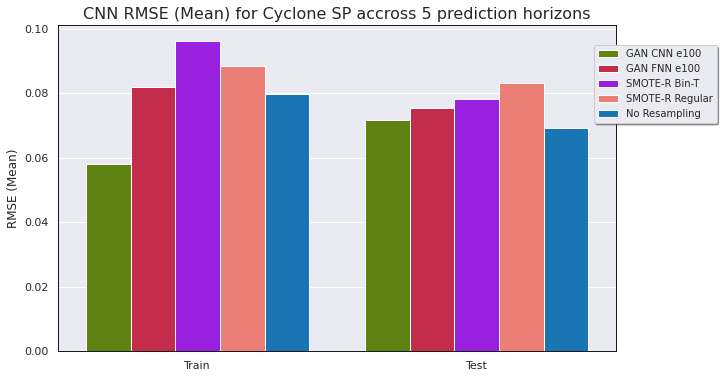 CNN RMSE (Mean) for Cyclone SP accross 5 prediction horizons
0.10
0.08
0.06
0.04
0.02
0.00
RMSE (Mean)
Train
Test
GAN CNN e100
GAN FNN e100
SMOTE-R Bin-T
SMOTE-R Regular
No Resampling